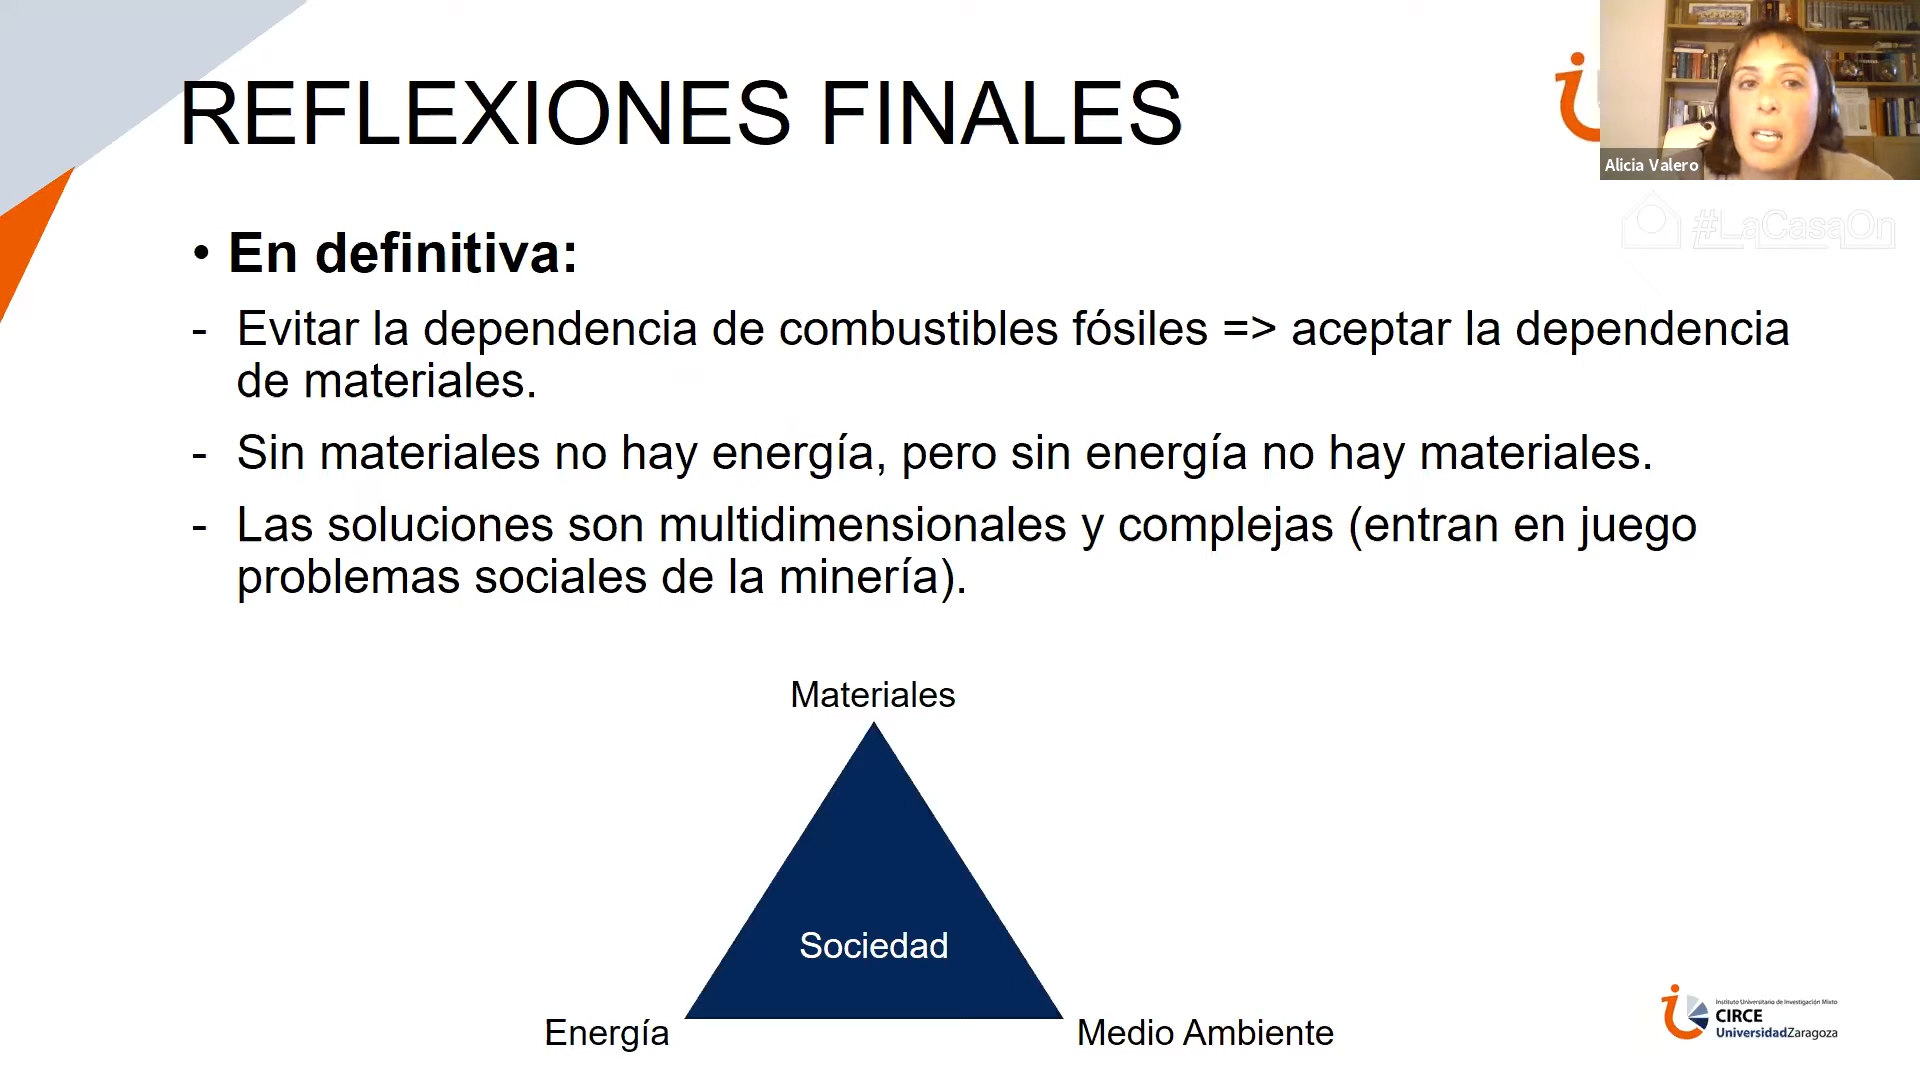 REFLEXIONES FINALES
Alicia Valero
#LaCasaOn
• En definitiva:
- Evitar la dependencia de combustibles fósiles => aceptar la dependencia
de materiales.
- Sin materiales no hay energía, pero sin energía no hay materiales.
- Las soluciones son multidimensionales y complejas (entran en juego
problemas sociales de la minería).
Materiales
Sociedad
Energía
Medio Ambiente
Instituto Universitario de Investigación Mixto
CIRCE
UniversidadZaragoza